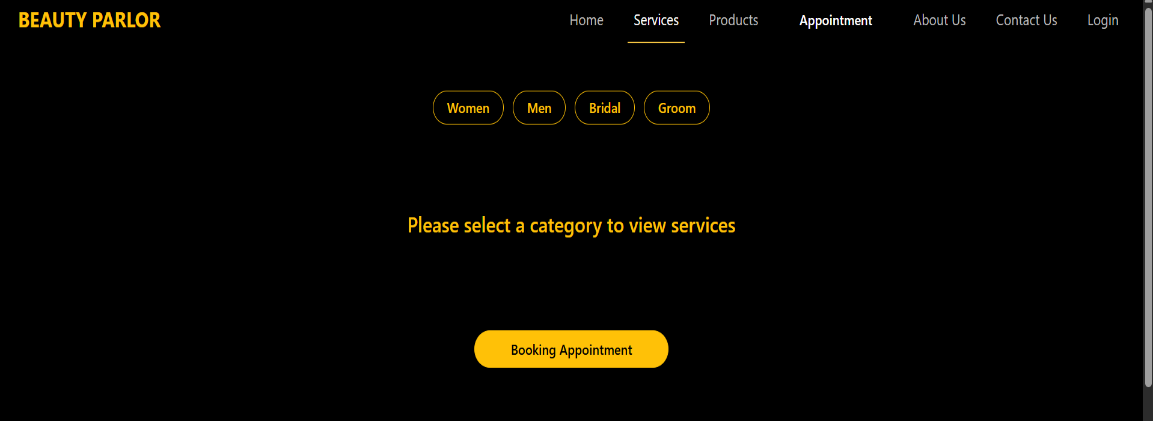 BEAUTY PARLOR Home Services Products Appointment About Us Contact Us Login
Women Men Bridal Groom
Please select a category to view services
Booking Appointment